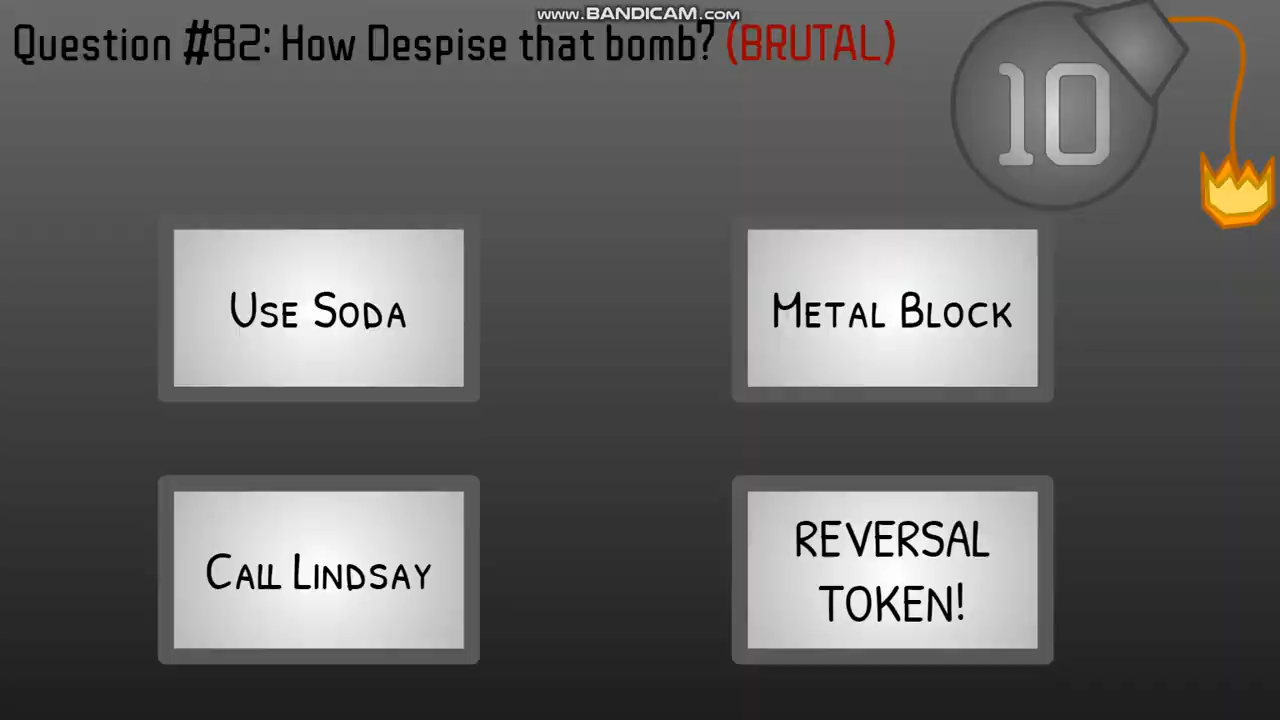 www.BANDICAM.com
Question #82: How Despise that bomb? (BRUTAL)
10
Use Soda
Metal Block
Call Lindsay
REVERSAL
TOKEN!